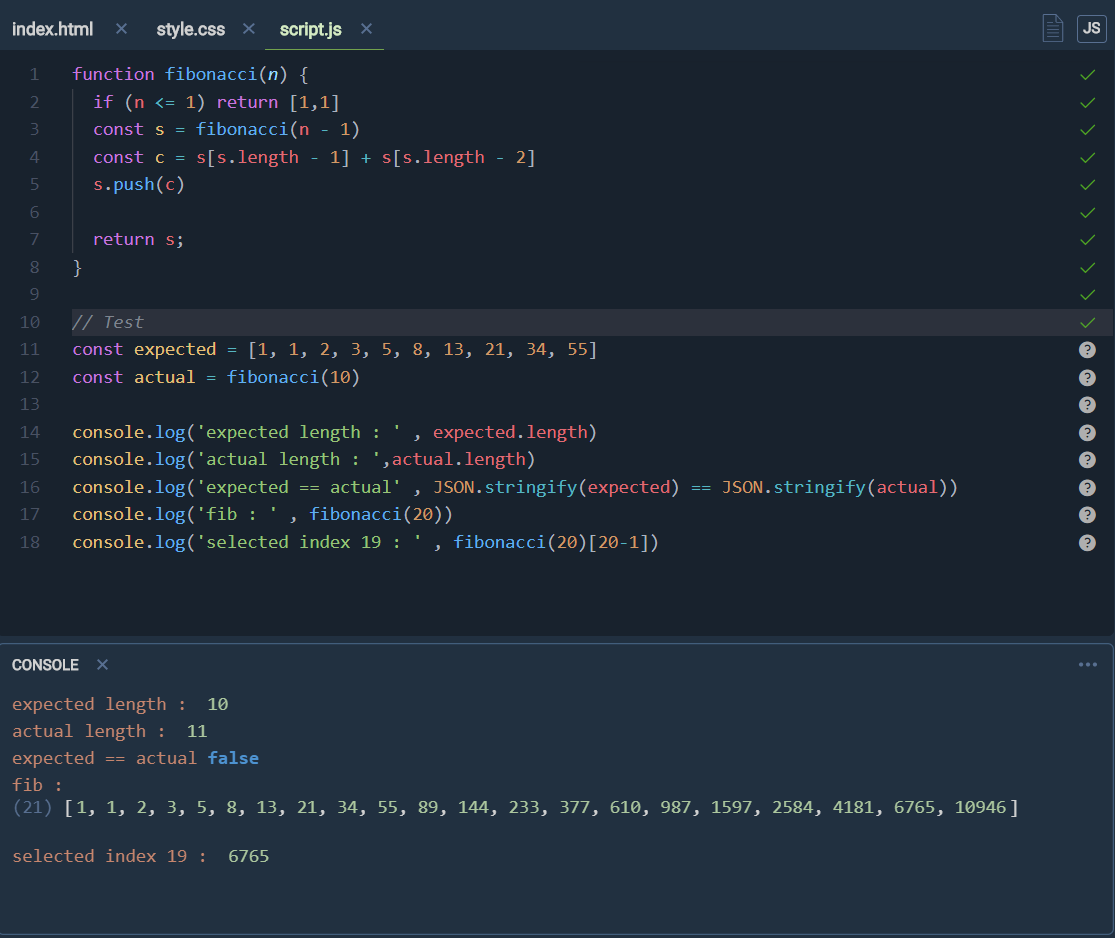 index.html × style.css × script.js × JS
1 function fibonacci(n) {
2 if (n <= 1) return [1,1]
3 const s = fibonacci(n - 1)
4 const c = s[s.length - 1] + s[s.length - 2]
5 s.push(c)
6
7 return s;
8 }
9
10 // Test
11 const expected = [1, 1, 2, 3, 5, 8, 13, 21, 34, 55]
12 const actual = fibonacci(10)
13
14 console.log('expected length : ' , expected.length)
15 console.log('actual length : ',actual.length)
16 console.log('expected == actual' , JSON.stringify(expected) == JSON.stringify(actual))
17 console.log('fib : ' , fibonacci(20))
18 console.log('selected index 19 : ' , fibonacci(20)[20-1])
CONSOLE ×
expected length : 10
actual length : 11
expected == actual false
fib :
(21) [1, 1, 2, 3, 5, 8, 13, 21, 34, 55, 89, 144, 233, 377, 610, 987, 1597, 2584, 4181, 6765, 10946]
selected index 19 : 6765